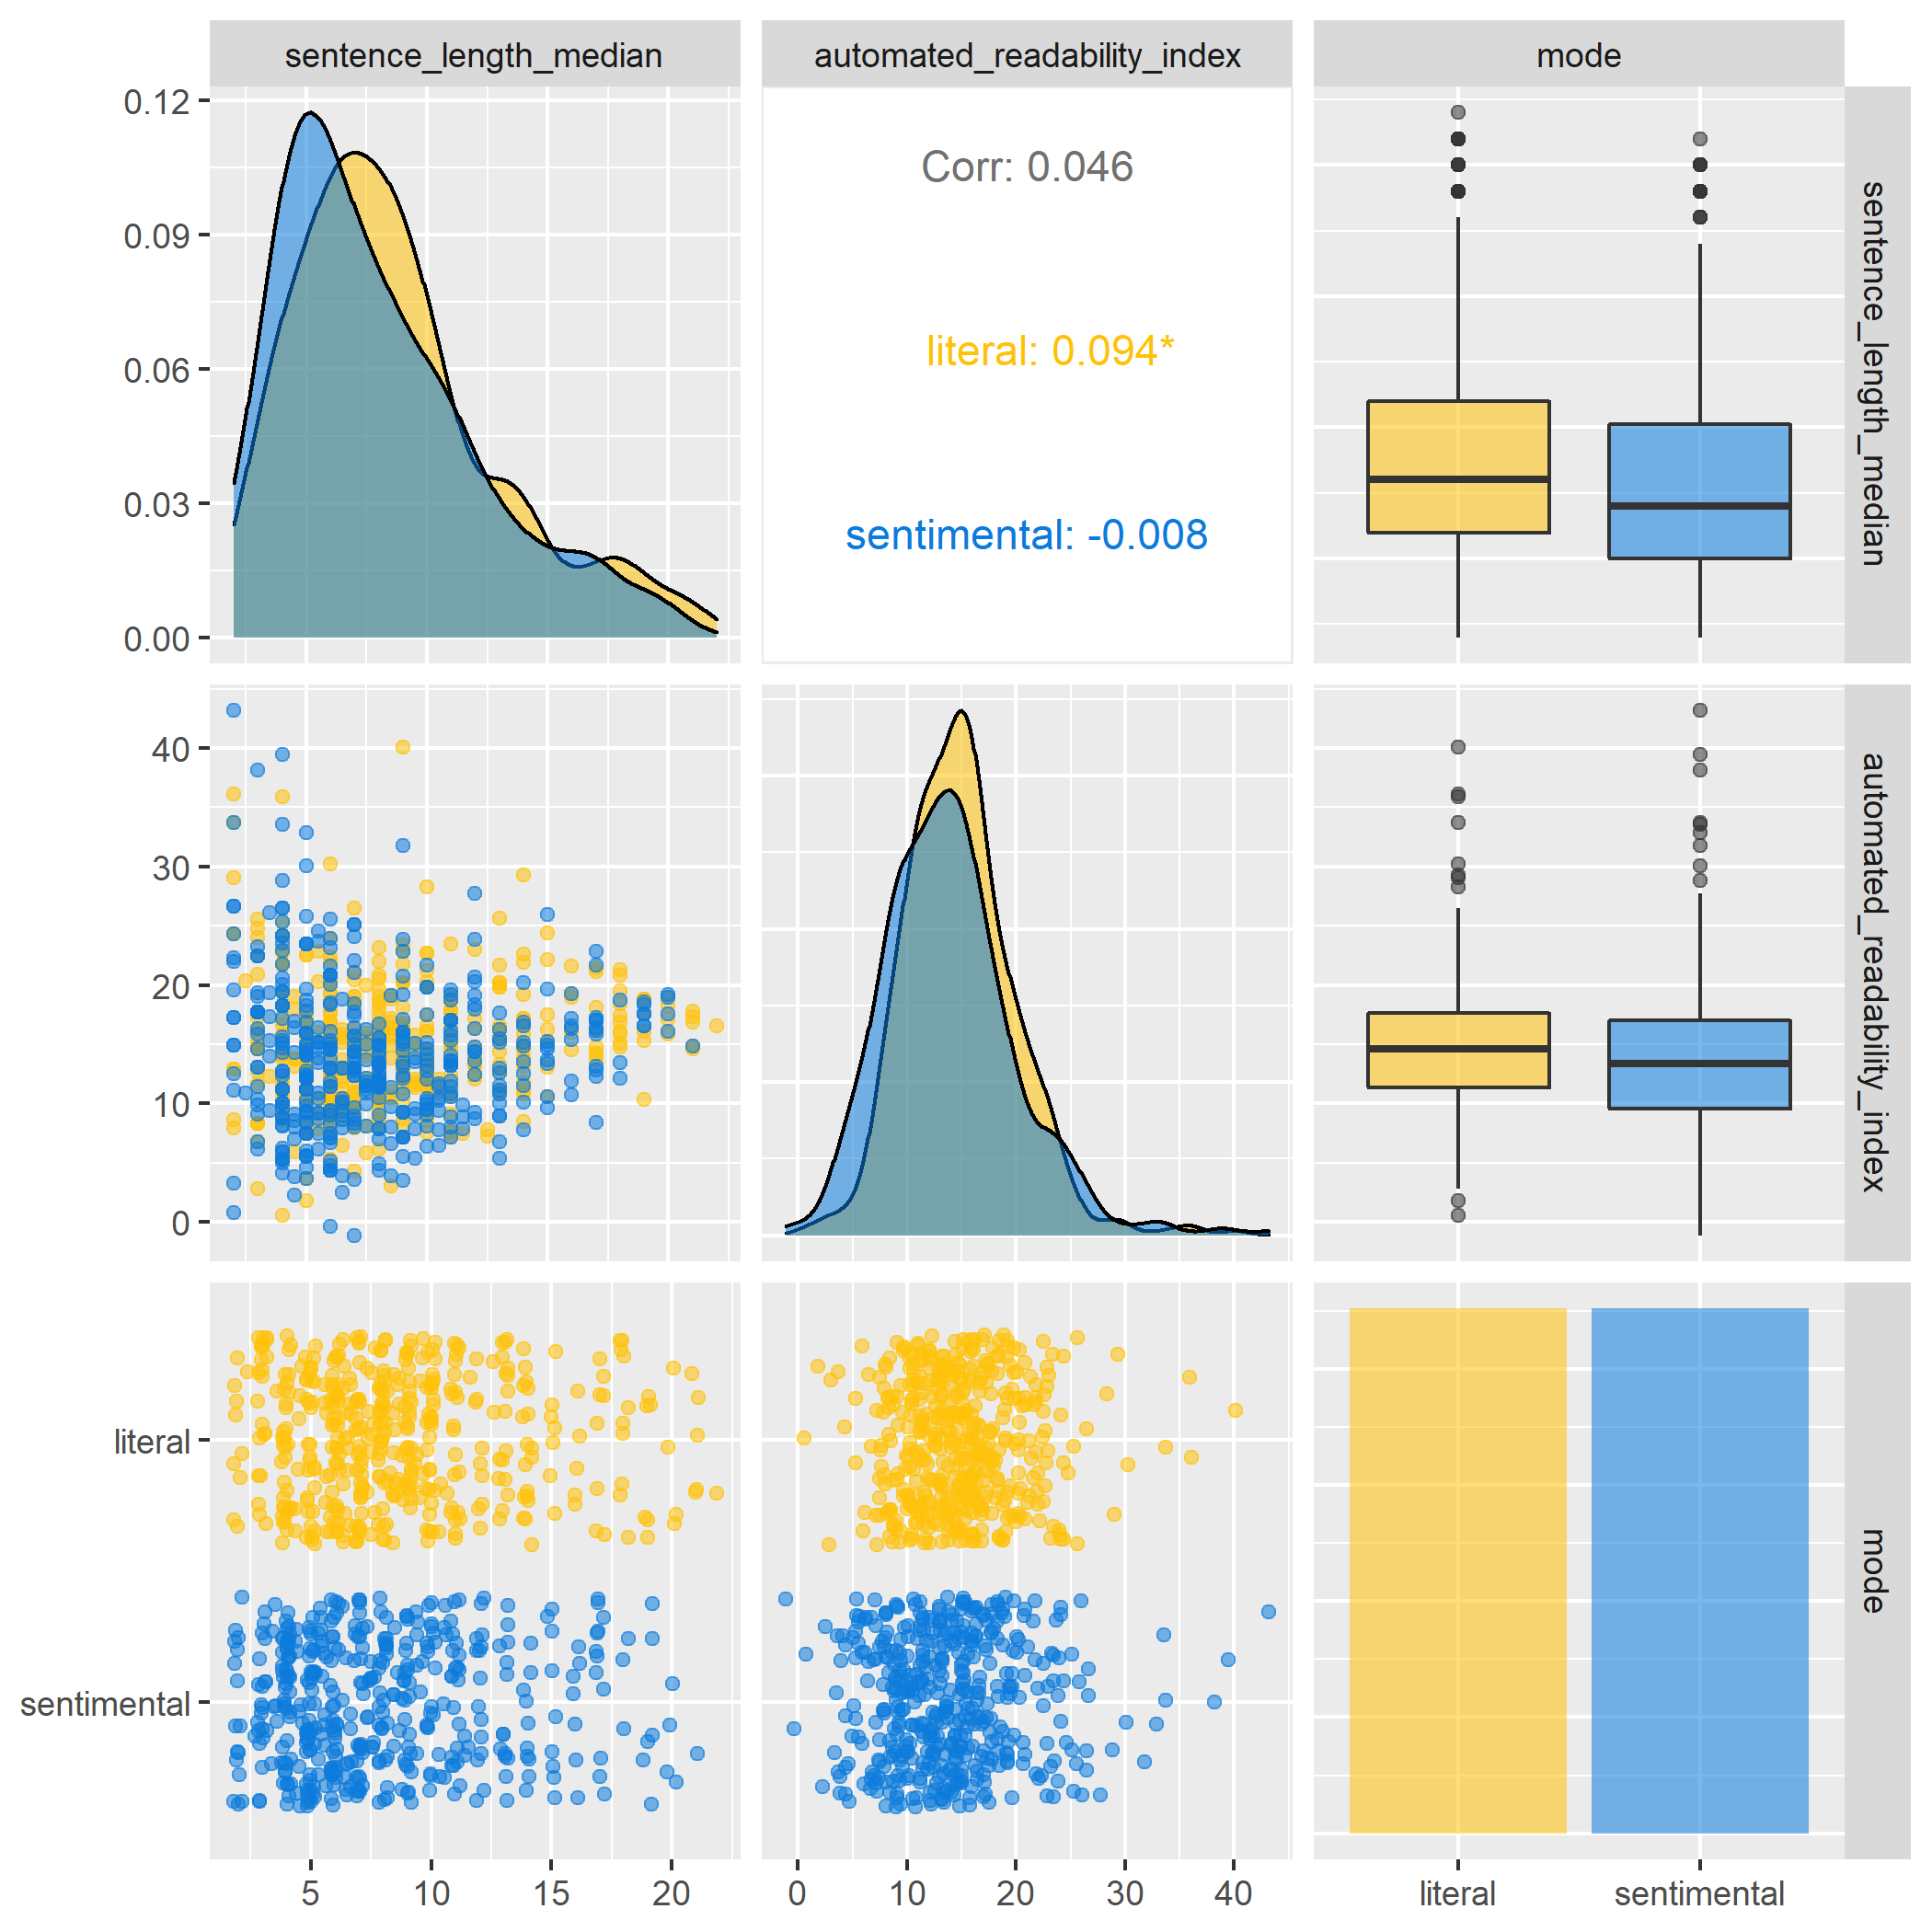 sentence_length_median
automated_readability_index
mode
0.12
0.09
0.06
0.03
0.00
Corr: 0.046
literal: 0.094*
sentimental: -0.008
sentence_length_median
40
30
20
10
0
automated_readability_index
literal
sentimental
mode
5 10 15 20
0 10 20 30 40
literal sentimental